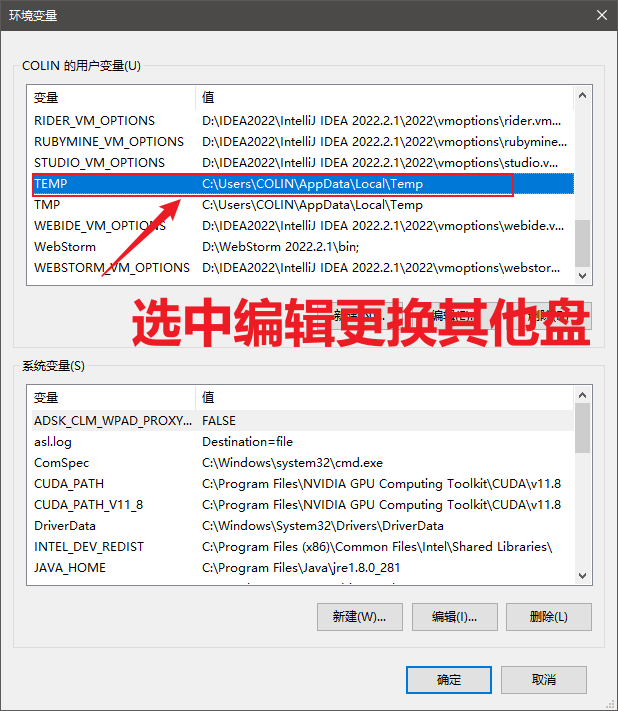 环境变量
COLIN 的用户变量(U)
变量 值
RIDER_VM_OPTIONS D:\IDEA2022\IntelliJ IDEA 2022.2.1\2022\vmoptions\rider.vm...
RUBYMINE_VM_OPTIONS D:\IDEA2022\IntelliJ IDEA 2022.2.1\2022\vmoptions\rubymine...
STUDIO_VM_OPTIONS D:\IDEA2022\IntelliJ IDEA 2022.2.1\2022\vmoptions\studio.v...
TEMP C:\Users\COLIN\AppData\Local\Temp
TMP C:\Users\COLIN\AppData\Local\Temp
WEBIDE_VM_OPTIONS D:\IDEA2022\IntelliJ IDEA 2022.2.1\2022\vmoptions\webide.v...
WebStorm D:\WebStorm 2022.2.1\bin;
WEBSTORM_VM_OPTIONS D:\IDEA2022\IntelliJ IDEA 2022.2.1\2022\vmoptions\webstor...
选中编辑更换其他盘
系统变量(S)
变量 值
ADSK_CLM_WPAD_PROXY... FALSE
asl.log Destination=file
ComSpec C:\Windows\system32\cmd.exe
CUDA_PATH C:\Program Files\NVIDIA GPU Computing Toolkit\CUDA\v11.8
CUDA_PATH_V11_8 C:\Program Files\NVIDIA GPU Computing Toolkit\CUDA\v11.8
DriverData C:\Windows\System32\Drivers\DriverData
INTEL_DEV_REDIST C:\Program Files (x86)\Common Files\Intel\Shared Libraries\
JAVA_HOME C:\Program Files\Java\jre1.8.0_281
新建(W)... 编辑(I)... 删除(L)
确定 取消